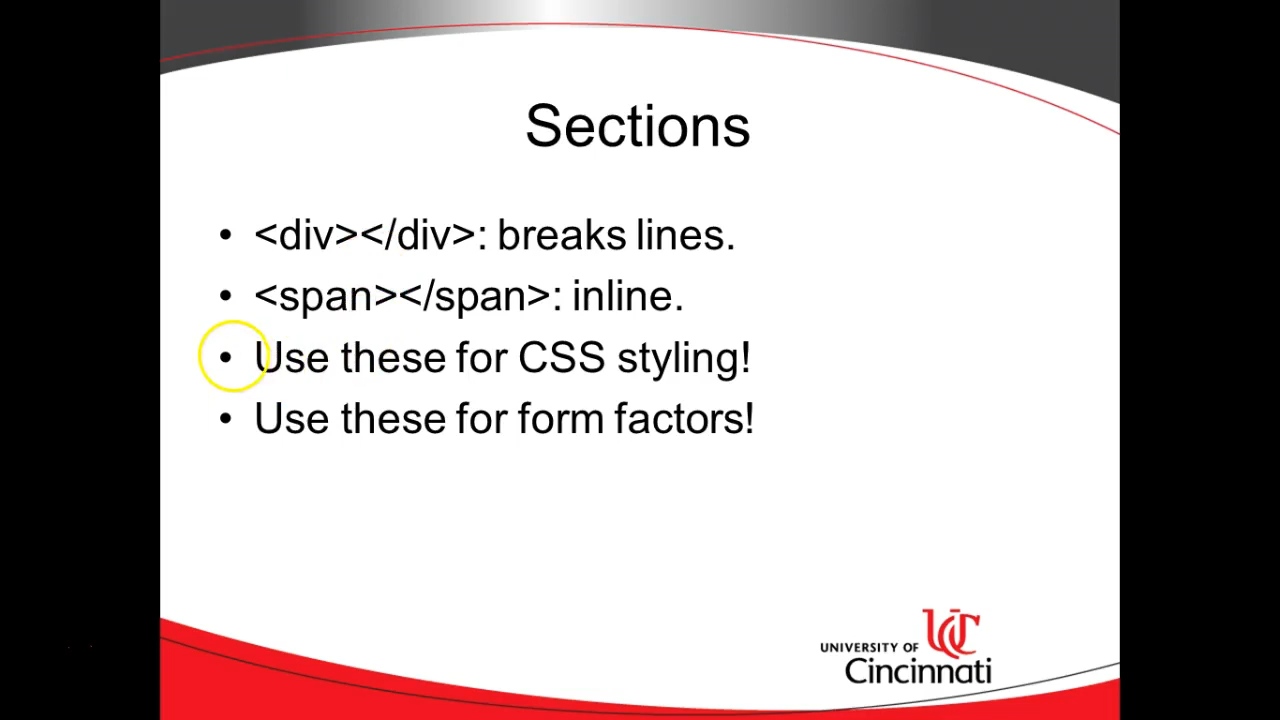 Sections
• <div></div>: breaks lines.
• <span></span>: inline.
• Use these for CSS styling!
• Use these for form factors!
UNIVERSITY OF
UC
Cincinnati